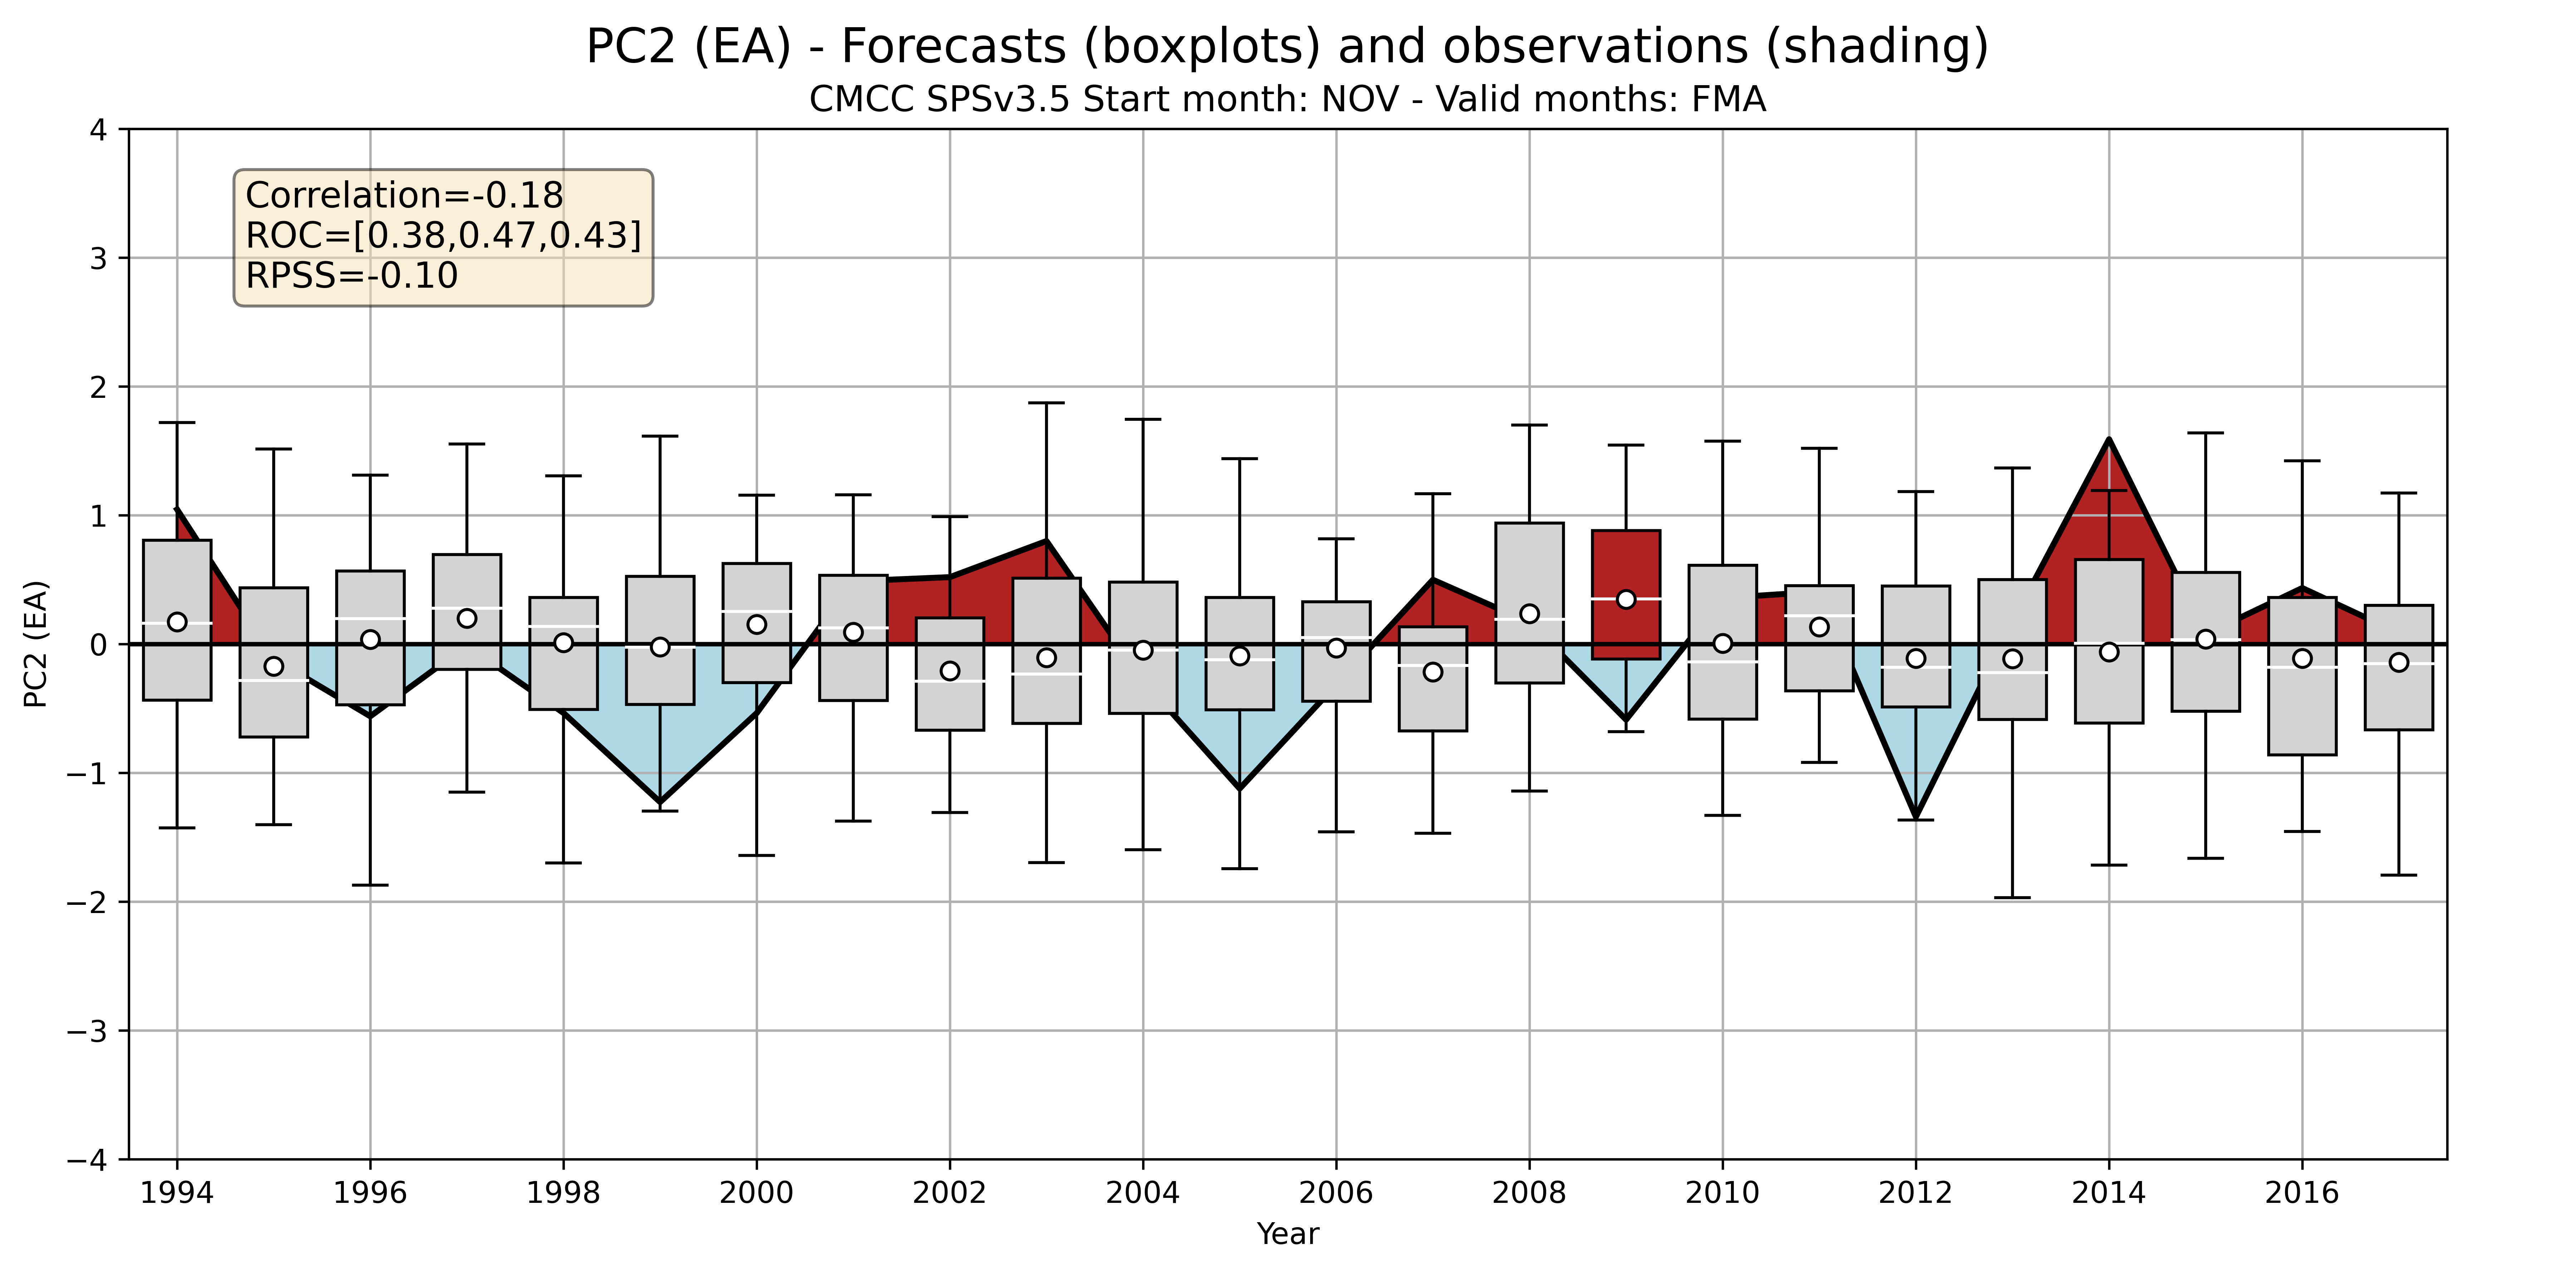 PC2 (EA) - Forecasts (boxplots) and observations (shading)
CMCC SPSv3.5 Start month: NOV - Valid months: FMA
4
Correlation=-0.18
ROC=[0.38,0.47,0.43]
RPSS=-0.10
3
2
1
0
−1
−2
−3
−4
PC2 (EA)
1994 1996 1998 2000 2002 2004 2006 2008 2010 2012 2014 2016
Year